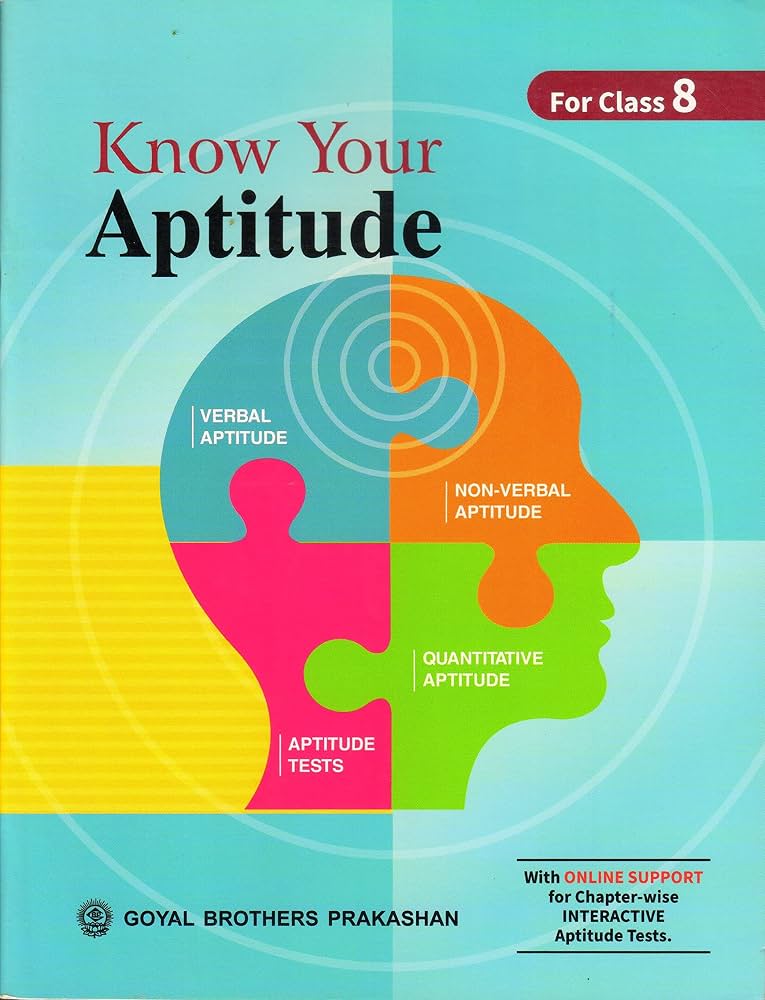 For Class 8
Know Your
Aptitude
VERBAL
APTITUDE
NON-VERBAL
APTITUDE
QUANTITATIVE
APTITUDE
APTITUDE
TESTS
With ONLINE SUPPORT
for Chapter-wise
INTERACTIVE
Aptitude Tests.
GOYAL BROTHERS PRAKASHAN